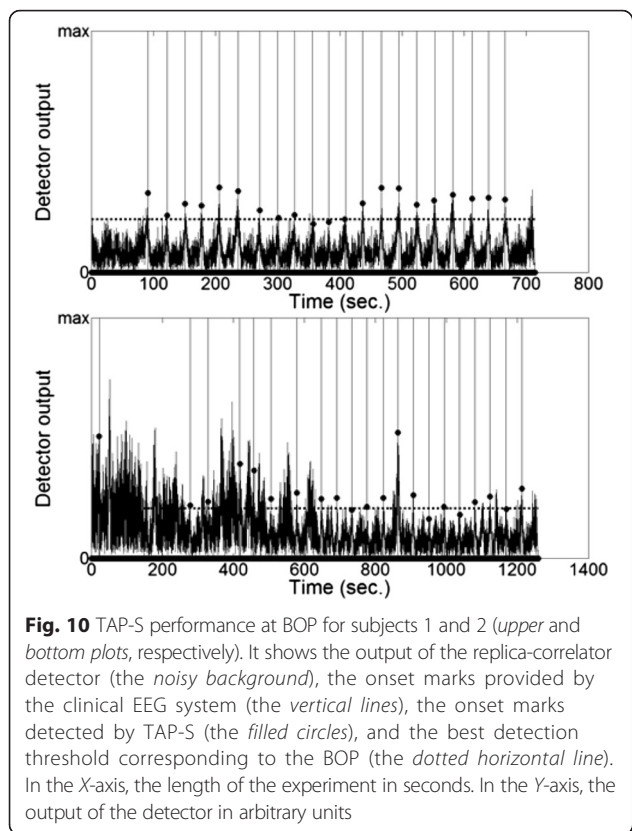 max
Detector output
0
0 100 200 300 400 500 600 700 800
Time (sec.)
max
Detector output
0
0 200 400 600 800 1000 1200 1400
Time (sec.)
Fig. 10 TAP-S performance at BOP for subjects 1 and 2 (upper and
bottom plots, respectively). It shows the output of the replica-correlator
detector (the noisy background), the onset marks provided by
the clinical EEG system (the vertical lines), the onset marks
detected by TAP-S (the filled circles), and the best detection
threshold corresponding to the BOP (the dotted horizontal line).
In the X-axis, the length of the experiment in seconds. In the Y-axis, the
output of the detector in arbitrary units